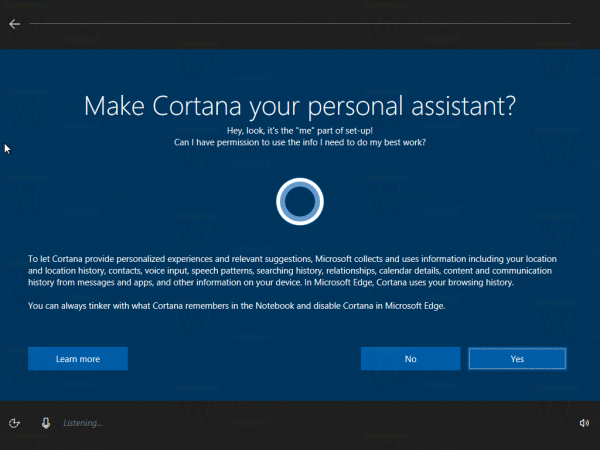 Make Cortana your personal assistant?
Hey, look, it's the "me" part of set-up!
Can I have permission to use the info I need to do my best work?
To let Cortana provide personalized experiences and relevant suggestions, Microsoft collects and uses information including your location
and location history, contacts, voice input, speech patterns, searching history, relationships, calendar details, content and communication
history from messages and apps, and other information on your device. In Microsoft Edge, Cortana uses your browsing history.
You can always tinker with what Cortana remembers in the Notebook and disable Cortana in Microsoft Edge.
Learn more
No
Yes
Listening...